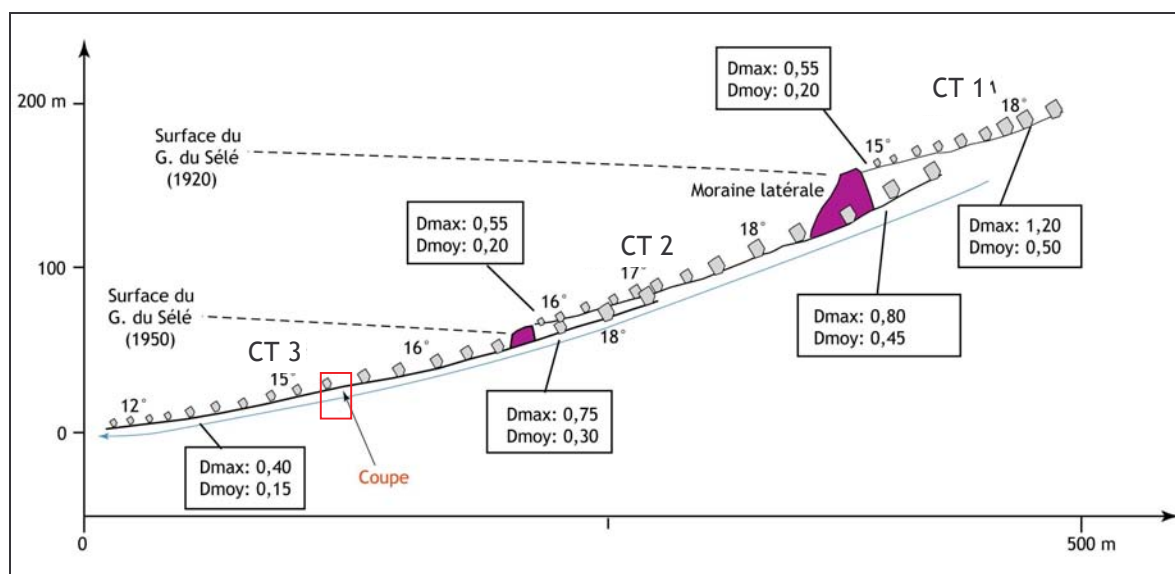 Dmax: 0,55
Dmoy: 0,20
CT 1
18°
200 m
Surface du
G. du Sélé
(1920)
15°
Moraine latérale
Dmax: 0,55
Dmoy: 0,20
CT 2
18°
Dmax: 1,20
Dmoy: 0,50
100
17°
Surface du
G. du Sélé
(1950)
16°
Dmax: 0,80
Dmoy: 0,45
18°
CT 3
16°
15°
12°
0
Dmax: 0,75
Dmoy: 0,30
Dmax: 0,40
Dmoy: 0,15
Coupe
0
500 m